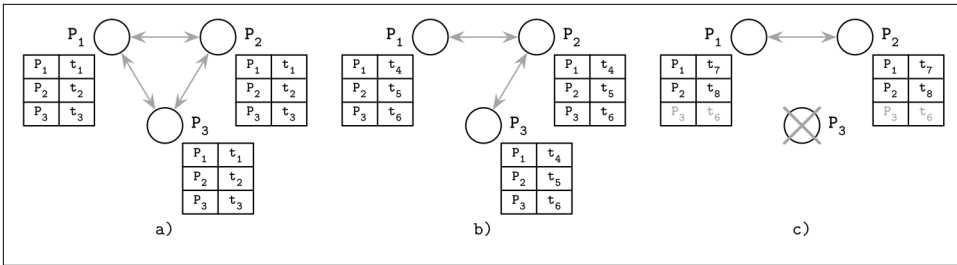 P₁ P₂ P₁ P₂ P₁ P₂
P₁ t₁ P₁ t₁ P₁ t₄ P₁ t₄ P₁ t₇ P₁ t₇
P₂ t₂ P₂ t₂ P₂ t₅ P₂ t₅ P₂ t₈ P₂ t₈
P₃ t₃ P₃ t₃ P₃ t₆ P₃ t₆ P₃ t₆ P₃ t₆
P₃ P₃ P₃
P₁ t₁ P₁ t₄
P₂ t₂ P₂ t₅
P₃ t₃ P₃ t₆
a) b) c)